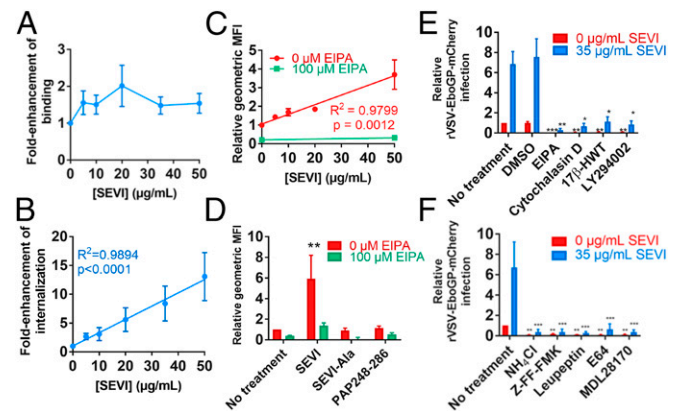 A
Fold-enhancement of
binding
3
2
1
0
0 10 20 30 40 50
[SEVI] (µg/mL)
B
Fold-enhancement of
internalization
20
15
10
5
0
R²=0.9894
p<0.0001
0 10 20 30 40 50
[SEVI] (µg/mL)
C
Relative geometric MFI
5
4
3
2
1
0
0 µM EIPA
100 µM EIPA
R² = 0.9799
p = 0.0012
0 10 20 30 40 50
[SEVI] (µg/mL)
D
Relative geometric MFI
10
8
6
4
2
0
**
0 µM EIPA
100 µM EIPA
No treatment
SEVI
SEVI-Ala
PAP248-286
E
Relative
rVSV-EboGP-mCherry
infection
10
8
6
4
2
0
0 µg/mL SEVI
35 µg/mL SEVI
*** ** ** * ** * ** *
No treatment
DMSO
EIPA
Cytochalasin D
17β-HWT
LY294002
F
Relative
rVSV-EboGP-mCherry
infection
10
8
6
4
2
0
0 µg/mL SEVI
35 µg/mL SEVI
** *** ** *** ** *** ** *** ** ***
No treatment
NH₄Cl
Z-FF-FMK
Leupeptin
E64
MDL28170